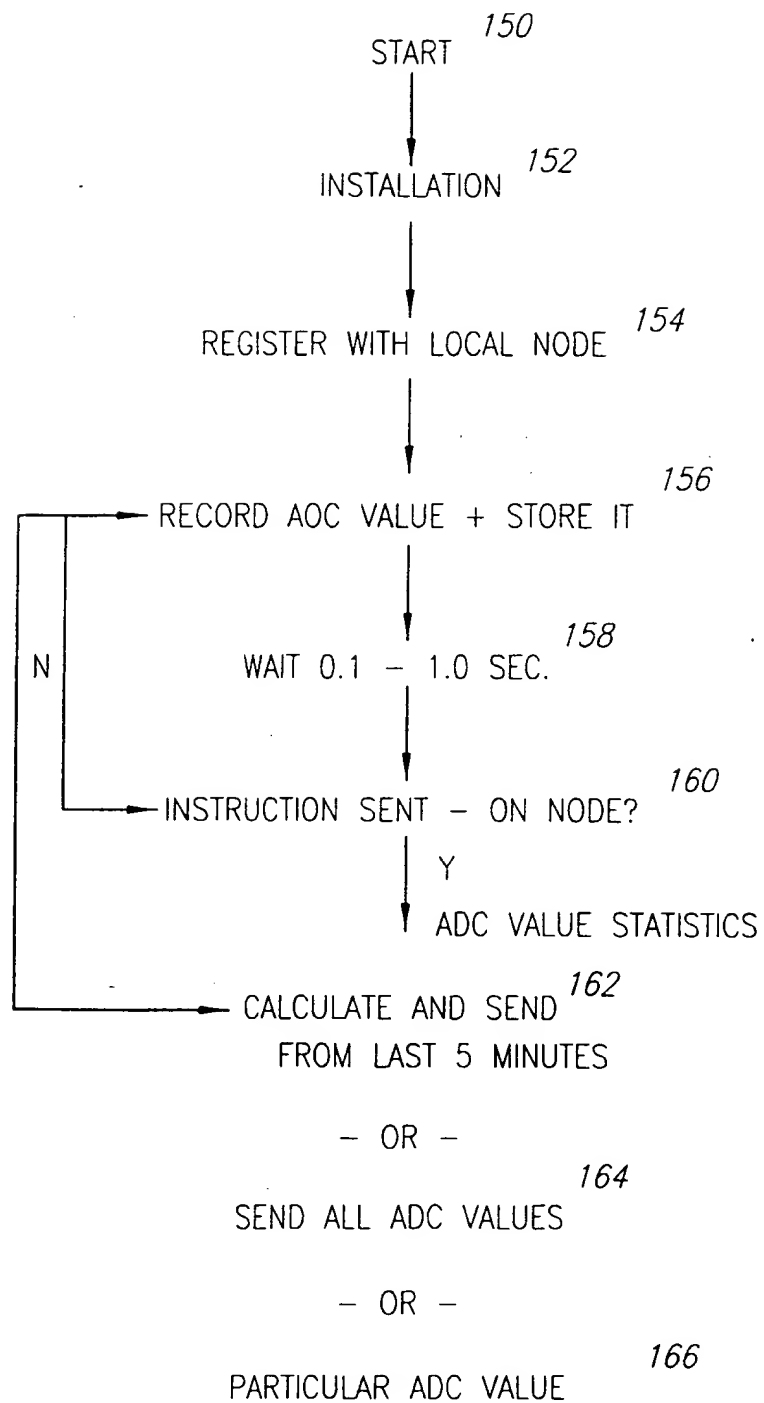 150
START
152
INSTALLATION
154
REGISTER WITH LOCAL NODE
156
RECORD AOC VALUE + STORE IT
158
N
WAIT 0.1 – 1.0 SEC.
160
INSTRUCTION SENT – ON NODE?
Y
ADC VALUE STATISTICS
162
CALCULATE AND SEND
FROM LAST 5 MINUTES
– OR –
164
SEND ALL ADC VALUES
– OR –
166
PARTICULAR ADC VALUE